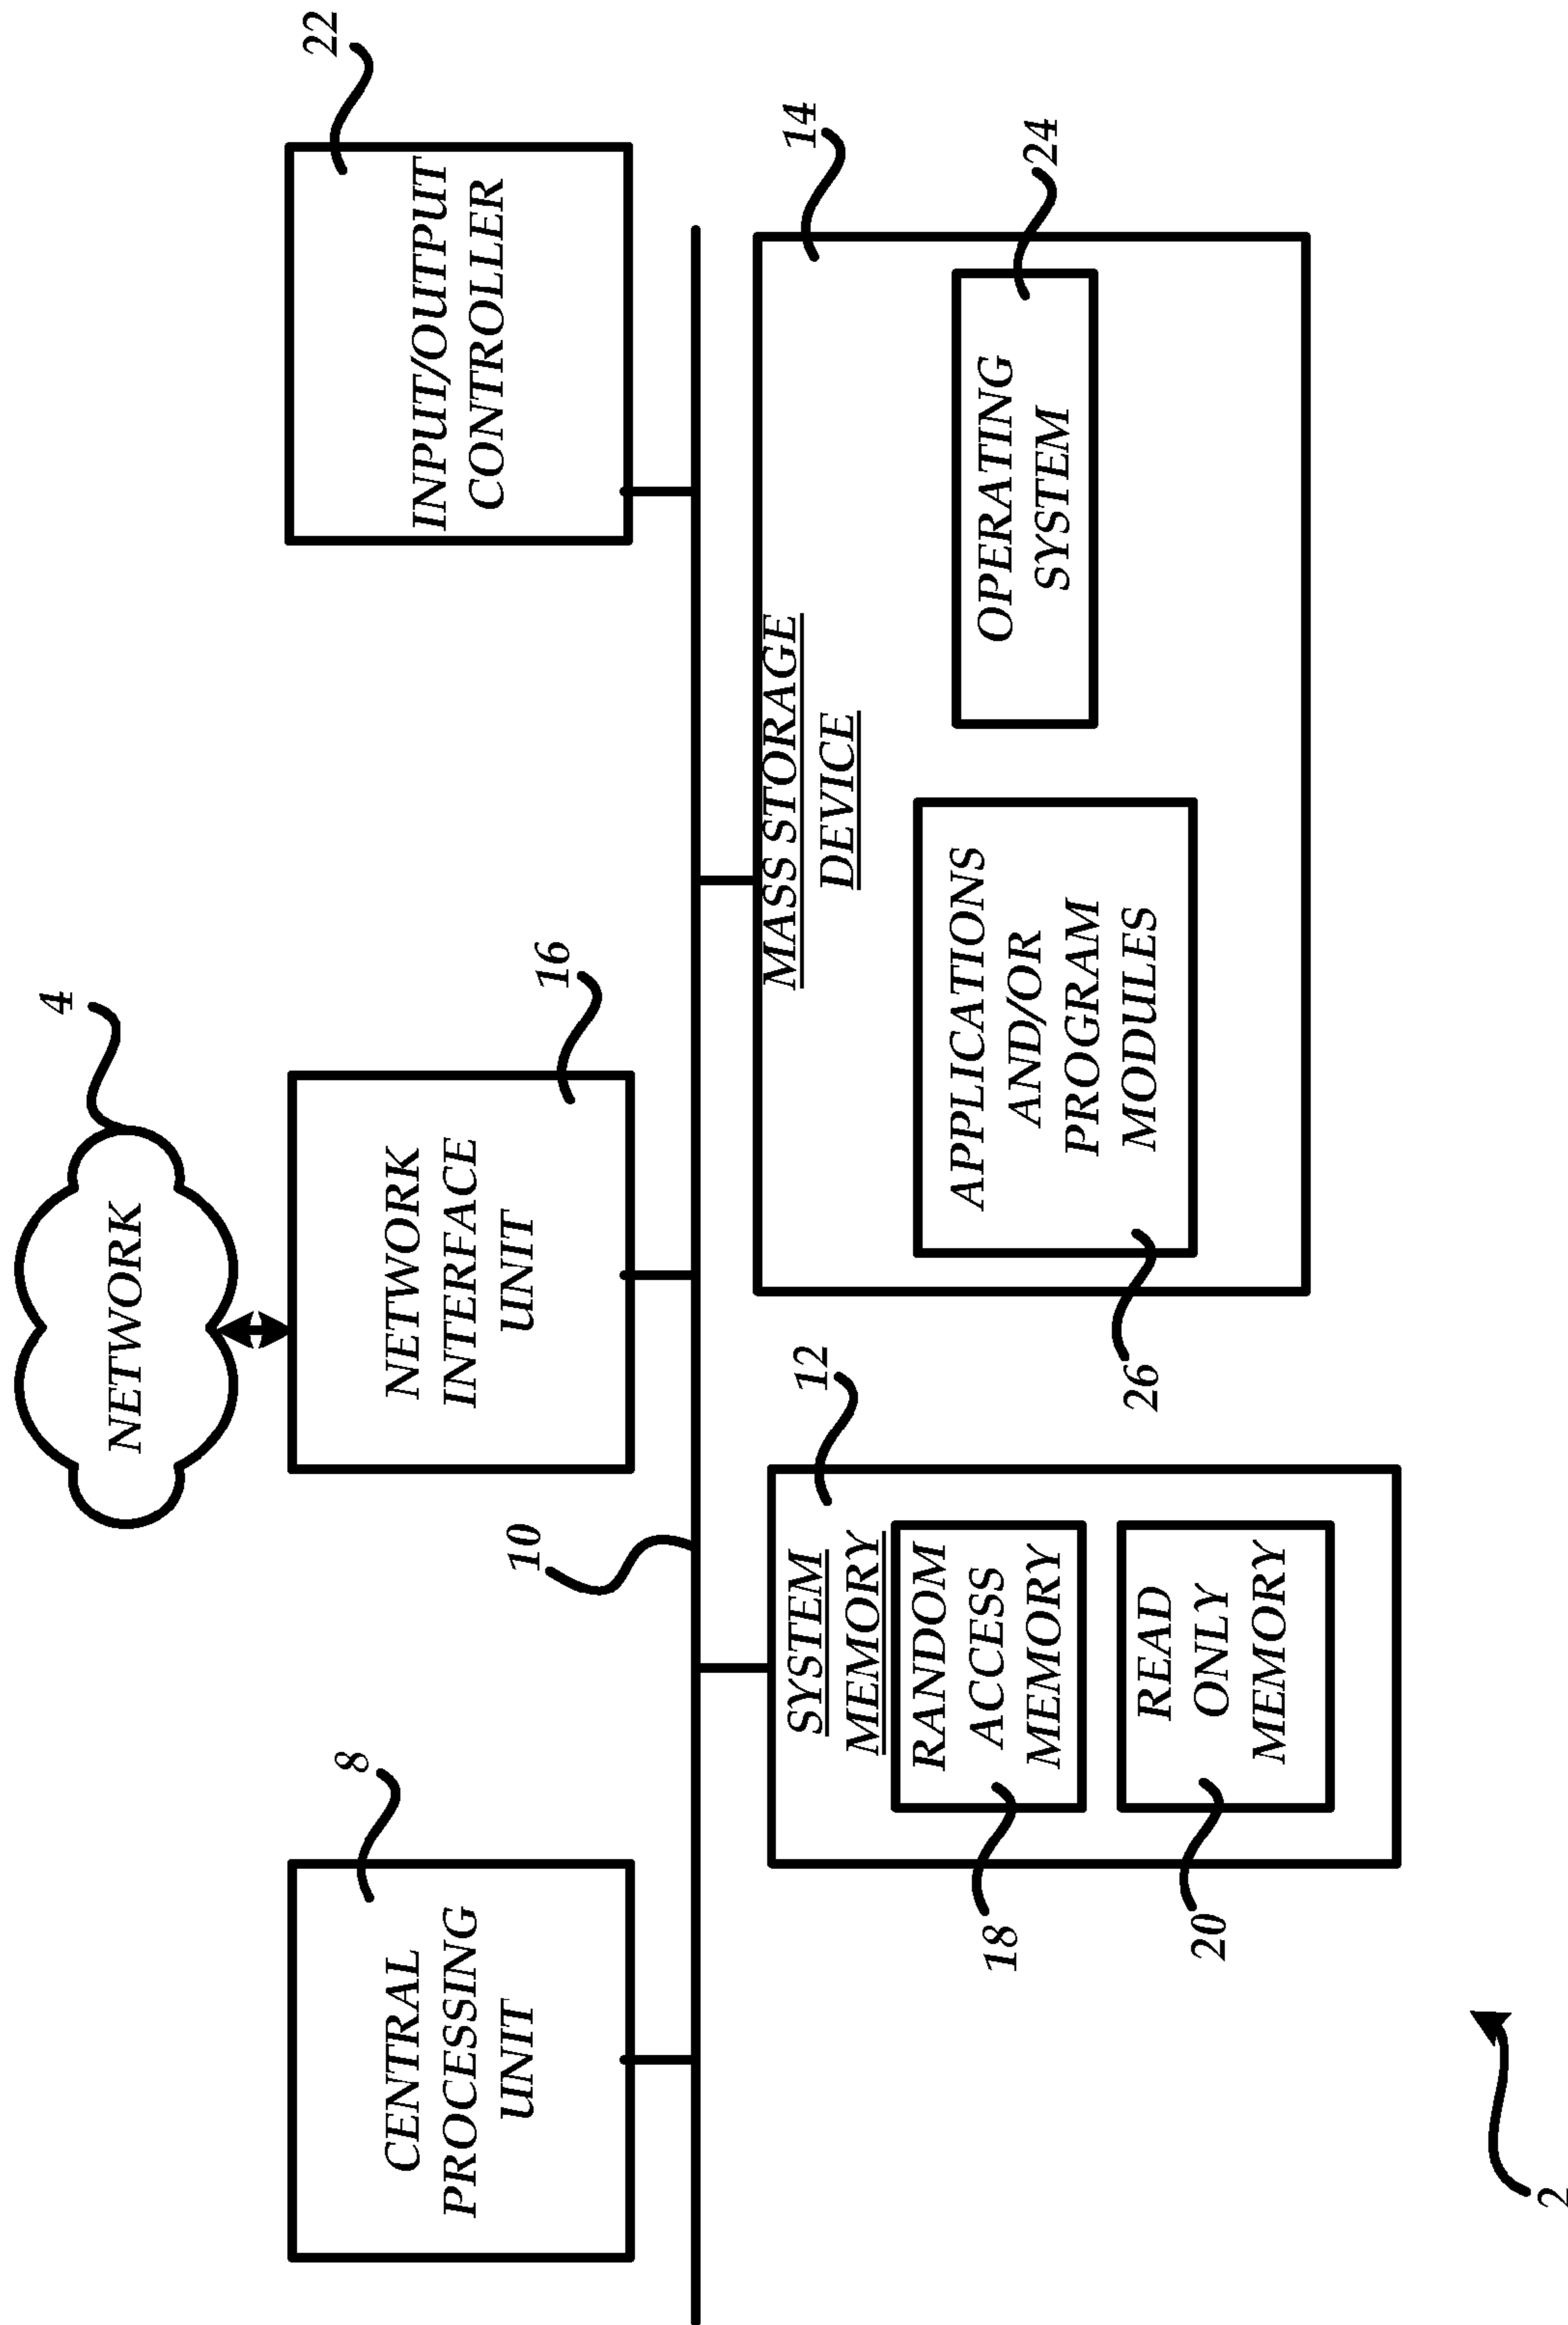 4
NETWORK
8
CENTRAL
PROCESSING
UNIT
16
NETWORK
INTERFACE
UNIT
22
INPUT/OUTPUT
CONTROLLER
10
12
SYSTEM
MEMORY
RANDOM
ACCESS
MEMORY
18
READ
ONLY
MEMORY
20
14
MASS STORAGE
DEVICE
APPLICATIONS
AND/OR
PROGRAM
MODULES
26
OPERATING
SYSTEM
24
2